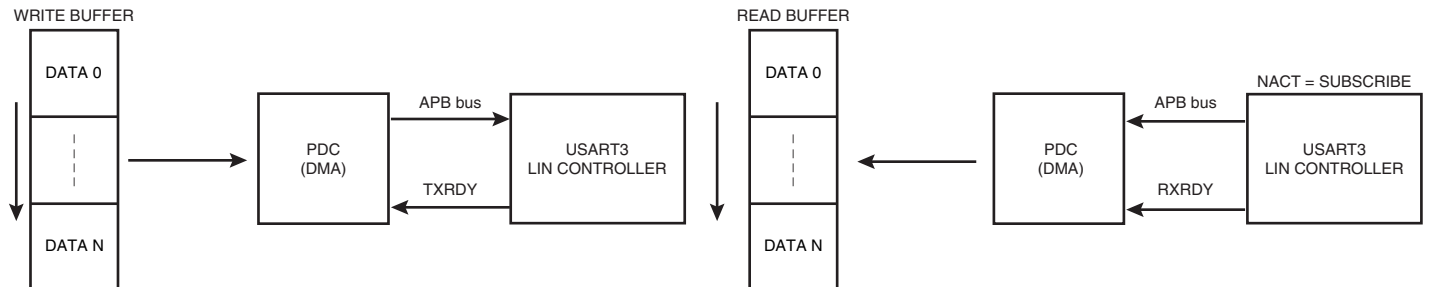 WRITE BUFFER
DATA 0
DATA N
PDC
(DMA)
APB bus
TXRDY
USART3
LIN CONTROLLER
READ BUFFER
DATA 0
DATA N
PDC
(DMA)
APB bus
RXRDY
NACT = SUBSCRIBE
USART3
LIN CONTROLLER